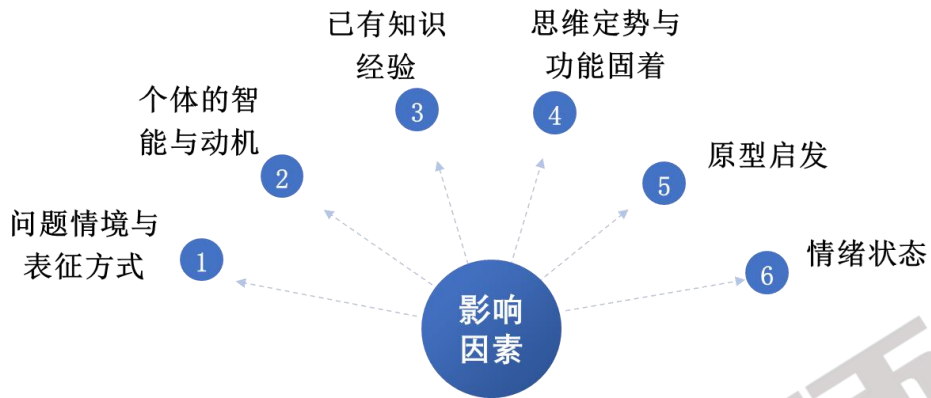 问题情境与
表征方式
1
个体的智
能与动机
2
已有知识
经验
3
思维定势与
功能固着
4
原型启发
5
情绪状态
6
影响
因素